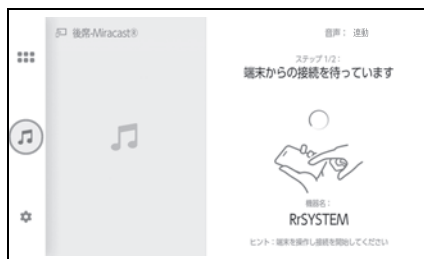 後席-Miracast®
音声： 連動
ステップ 1/2：
端末からの接続を待っています
機器名：
RrSYSTEM
ヒント：端末を操作し接続を開始してください